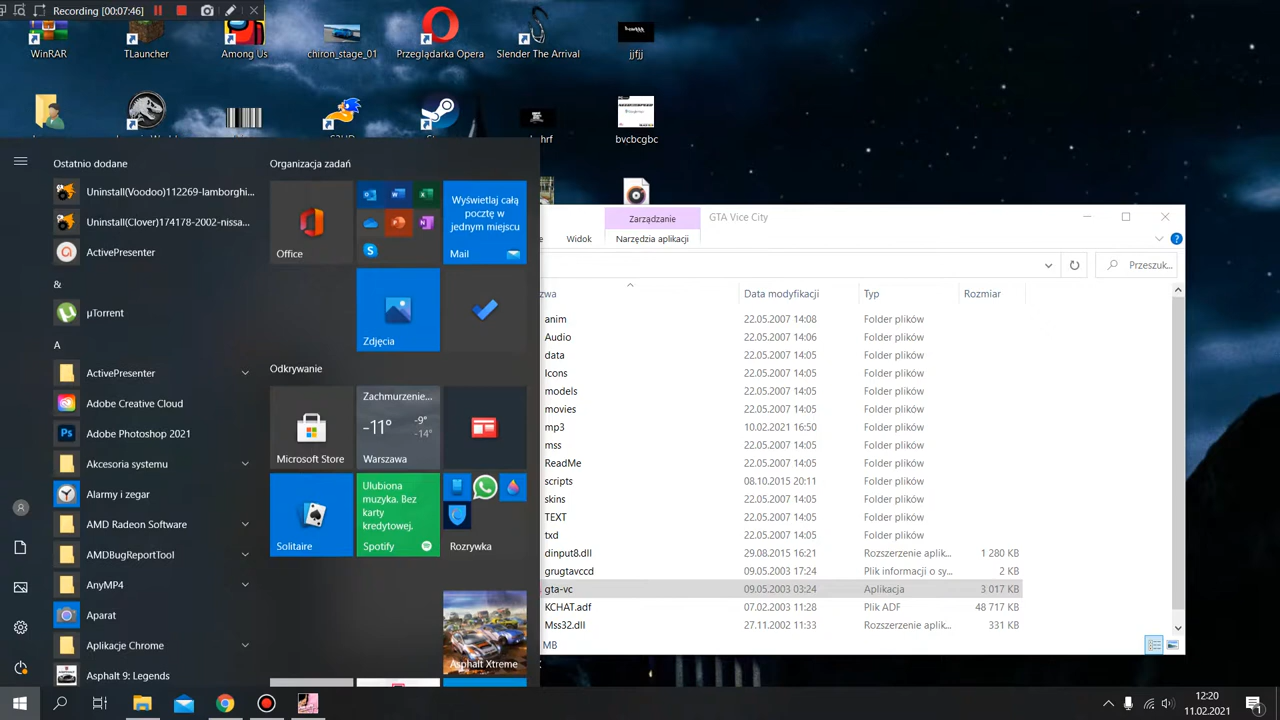 Recording [00:07:46]
WinRAR
TLauncher
Among Us
chiron_stage_01
Przeglądarka Opera
Slender The Arrival
jjfjj
bvcbcgbc
Ostatnio dodane
Uninstall(Voodoo)112269-lamborghi...
Uninstall(Clover)174178-2002-nissa...
ActivePresenter
&
µTorrent
A
ActivePresenter
Adobe Creative Cloud
Adobe Photoshop 2021
Akcesoria systemu
Alarmy i zegar
AMD Radeon Software
AMDBugReportTool
AnyMP4
Aparat
Aplikacje Chrome
Asphalt 9: Legends
Organizacja zadań
Office
Wyświetlaj całą
pocztę w
jednym miejscu
Mail
Zdjęcia
Odkrywanie
Microsoft Store
Zachmurzenie...
-11°
-9°
-14°
Warszawa
Solitaire
Ulubiona
muzyka. Bez
karty
kredytowej.
Spotify
Rozrywka
Asphalt Xtreme
Zarządzanie
GTA Vice City
Widok
Narzędzia aplikacji
Przeszuk...
zwa
Data modyfikacji
Typ
Rozmiar
anim 22.05.2007 14:08 Folder plików
Audio 22.05.2007 14:06 Folder plików
data 22.05.2007 14:05 Folder plików
Icons 22.05.2007 14:05 Folder plików
models 22.05.2007 14:05 Folder plików
movies 22.05.2007 14:05 Folder plików
mp3 10.02.2021 16:50 Folder plików
mss 22.05.2007 14:05 Folder plików
ReadMe 22.05.2007 14:05 Folder plików
scripts 08.10.2015 20:11 Folder plików
skins 22.05.2007 14:05 Folder plików
TEXT 22.05.2007 14:05 Folder plików
txd 22.05.2007 14:05 Folder plików
dinput8.dll 29.08.2015 16:21 Rozszerzenie aplik... 1 280 KB
grugtavccd 09.05.2003 17:24 Plik informacji o sy... 2 KB
gta-vc 09.05.2003 03:24 Aplikacja 3 017 KB
KCHAT.adf 07.02.2003 11:28 Plik ADF 48 717 KB
Mss32.dll 27.11.2002 11:33 Rozszerzenie aplik... 331 KB
MB
12:20
11.02.2021